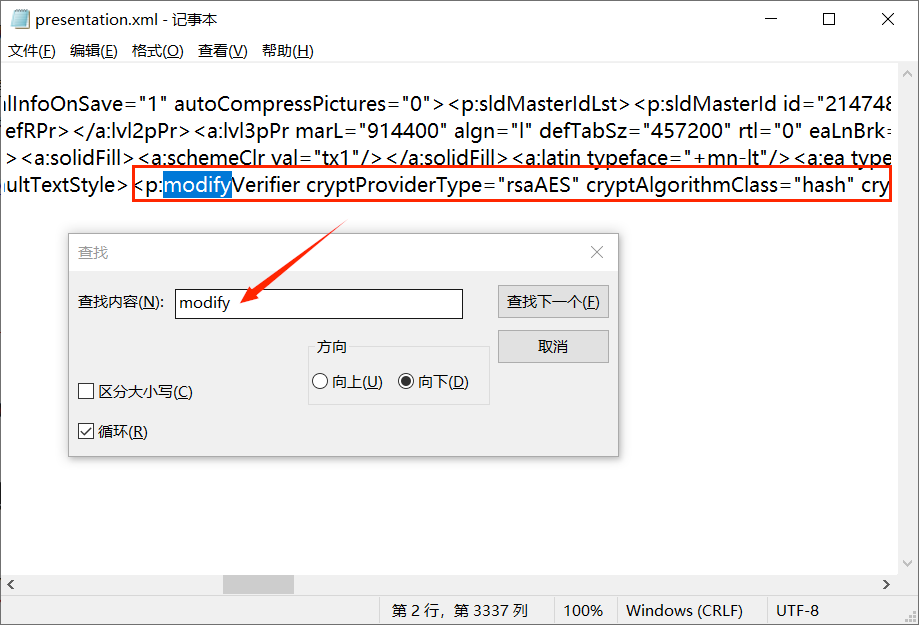 presentation.xml - 记事本
文件(F) 编辑(E) 格式(O) 查看(V) 帮助(H)
allInfoOnSave="1" autoCompressPictures="0"><p:sldMasterIdLst><p:sldMasterId id="214748
efRPr></a:lvl2pPr><a:lvl3pPr marL="914400" algn="l" defTabSz="457200" rtl="0" eaLnBrk=
><a:solidFill><a:schemeClr val="tx1"/></a:solidFill><a:latin typeface="+mn-lt"/><a:ea type
aultTextStyle><p:modifyVerifier cryptProviderType="rsaAES" cryptAlgorithmClass="hash" cry
查找
查找内容(N): modify 查找下一个(F)
取消
方向
向上(U) 向下(D)
区分大小写(C)
循环(R)
第 2 行，第 3337 列 100% Windows (CRLF) UTF-8